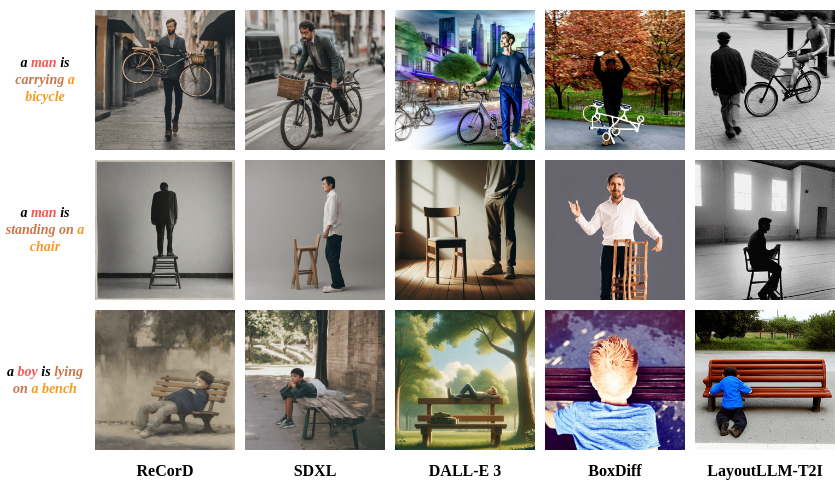 a man is
carrying a
bicycle
a man is
standing on a
chair
a boy is lying
on a bench
ReCorD
SDXL
DALL-E 3
BoxDiff
LayoutLLM-T2I